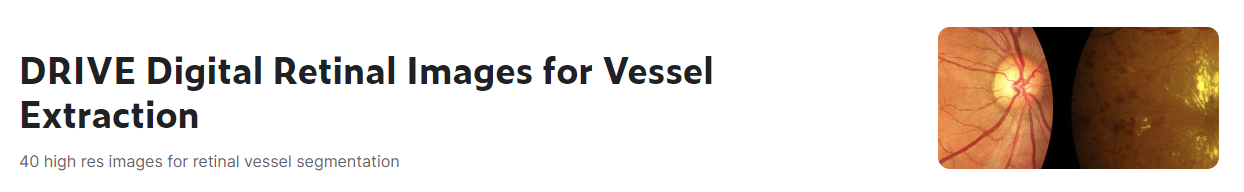 DRIVE Digital Retinal Images for Vessel
Extraction
40 high res images for retinal vessel segmentation